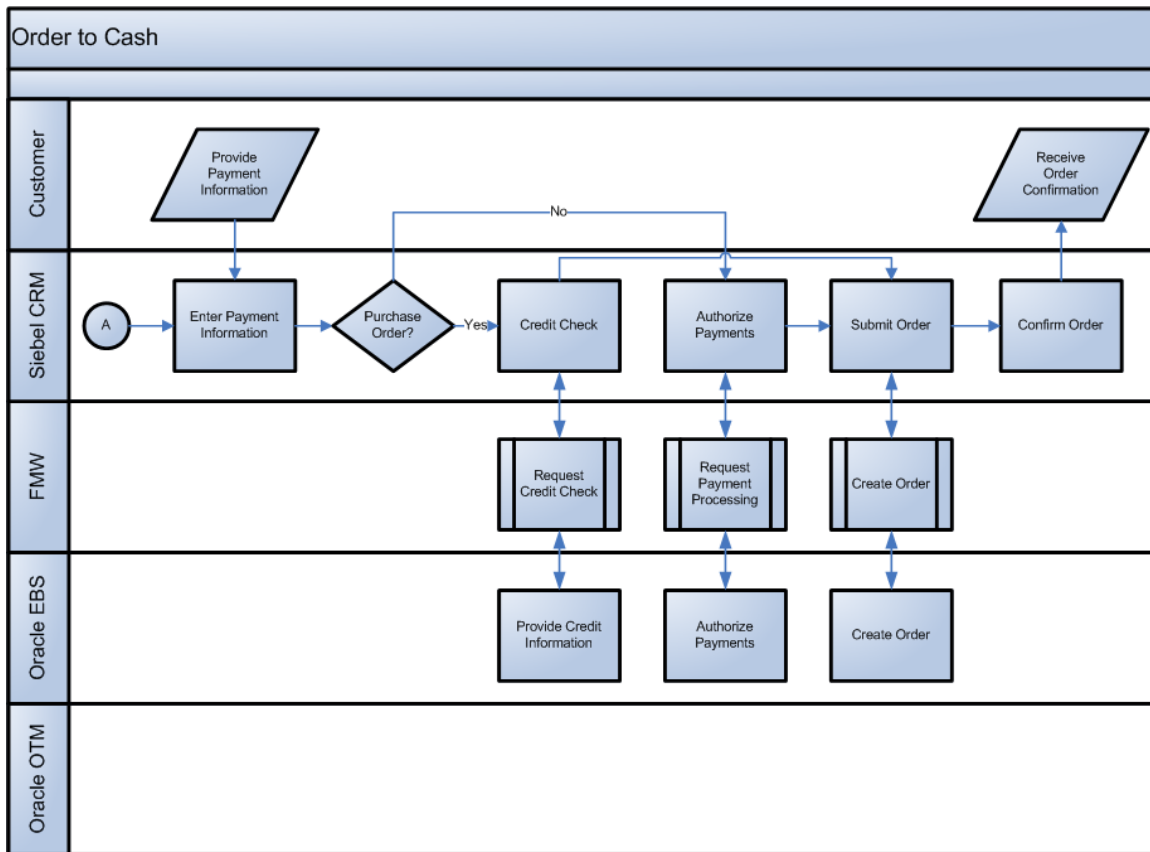 Order to Cash
Customer
Provide
Payment
Information
Receive
Order
Confirmation
No
Siebel CRM
A
Enter Payment
Information
Purchase
Order?
Yes
Credit Check
Authorize
Payments
Submit Order
Confirm Order
FMW
Request
Credit Check
Request
Payment
Processing
Create Order
Oracle EBS
Provide Credit
Information
Authorize
Payments
Create Order
Oracle OTM